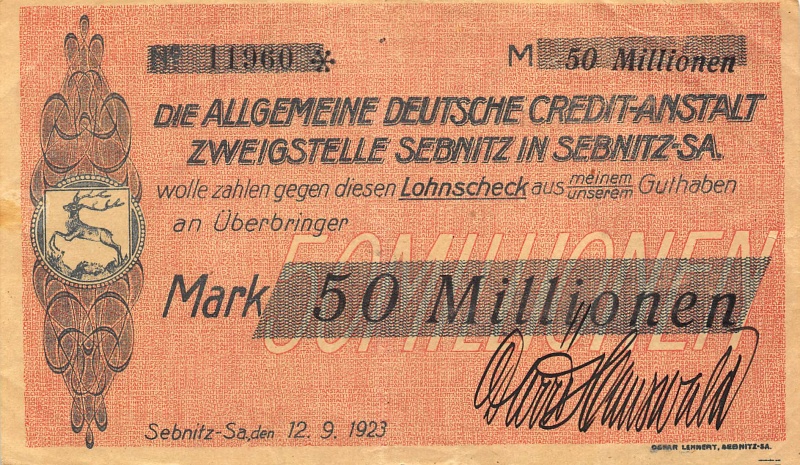 No 11960 *
M 50 Millionen
DIE ALLGEMEINE DEUTSCHE CREDIT-ANSTALT
ZWEIGSTELLE SEBNITZ IN SEBNITZ-SA.
wolle zahlen gegen diesen Lohnscheck aus meinem unserem Guthaben
an Überbringer
50 MILLIONEN
Mark 50 Millionen
Sebnitz-Sa, den 12. 9. 1923
OSKAR LEHNERT, SEBNITZ-SA.